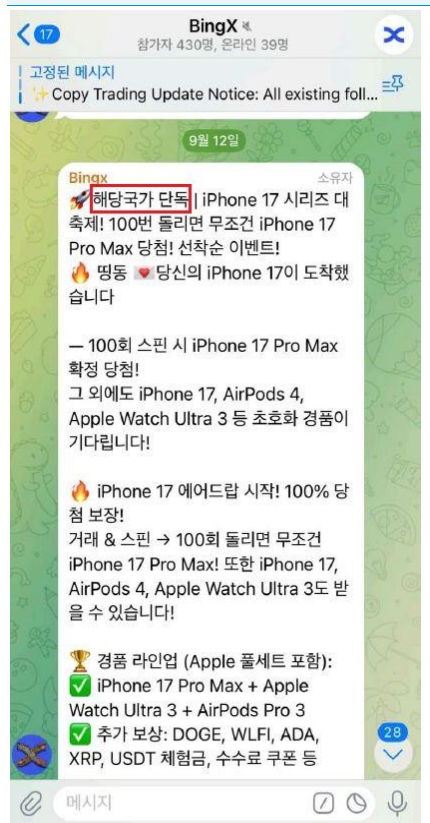 17
BingX
참가자 430명, 온라인 39명
고정된 메시지
✨Copy Trading Update Notice: All existing foll...
9월 12일
Bingx 소유자
🚀해당국가 단독 | iPhone 17 시리즈 대
축제! 100번 돌리면 무조건 iPhone 17
Pro Max 당첨! 선착순 이벤트!
🔥 띵동 💌당신의 iPhone 17이 도착했
습니다
— 100회 스핀 시 iPhone 17 Pro Max
확정 당첨!
그 외에도 iPhone 17, AirPods 4,
Apple Watch Ultra 3 등 초호화 경품이
기다립니다!
🔥 iPhone 17 에어드랍 시작! 100% 당
첨 보장!
거래 & 스핀 → 100회 돌리면 무조건
iPhone 17 Pro Max! 또한 iPhone 17,
AirPods 4, Apple Watch Ultra 3도 받
을 수 있습니다!
🏆 경품 라인업 (Apple 풀세트 포함):
✅ iPhone 17 Pro Max + Apple
Watch Ultra 3 + AirPods Pro 3
✅ 추가 보상: DOGE, WLFI, ADA,
XRP, USDT 체험금, 수수료 쿠폰 등
28
메시지